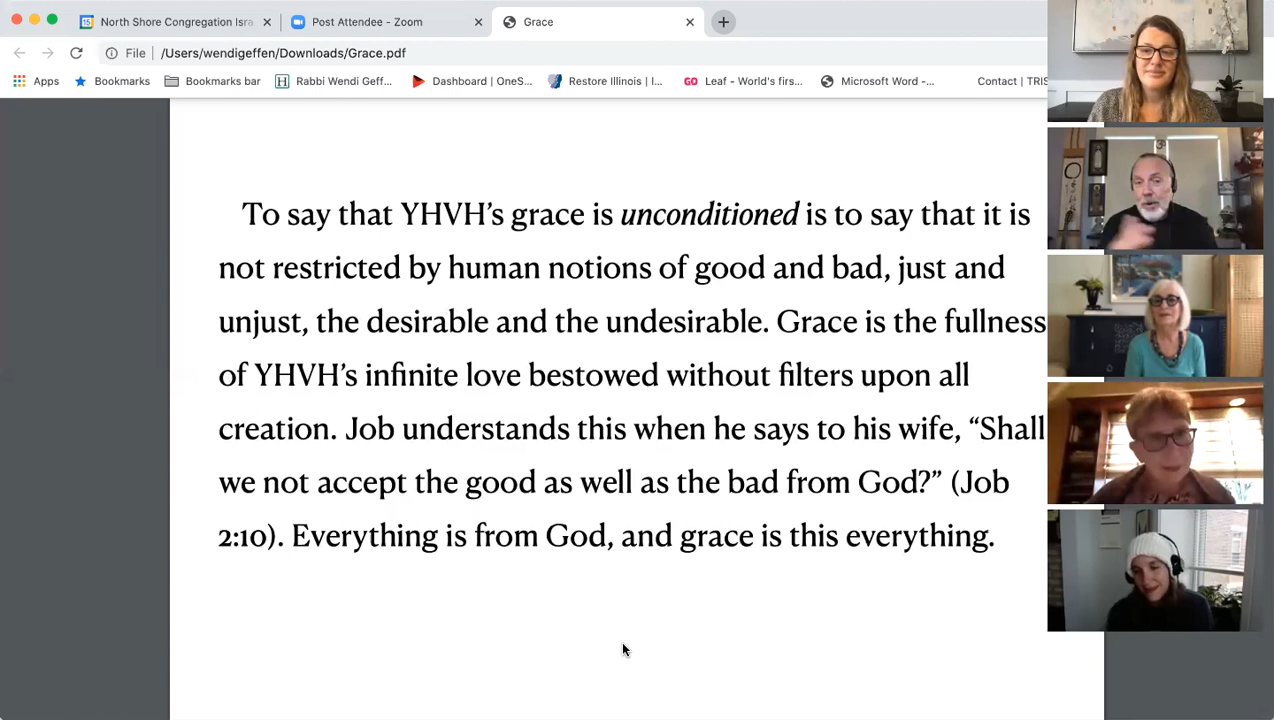 North Shore Congregation Isra
Post Attendee - Zoom
Grace
File /Users/wendigeffen/Downloads/Grace.pdf
Apps Bookmarks Bookmarks bar Rabbi Wendi Geff... Dashboard | OneS... Restore Illinois | I... GO Leaf - World's firs... Microsoft Word -... Contact | TRIS
To say that YHVH’s grace is unconditioned is to say that it is
not restricted by human notions of good and bad, just and
unjust, the desirable and the undesirable. Grace is the fullness
of YHVH’s infinite love bestowed without filters upon all
creation. Job understands this when he says to his wife, “Shall
we not accept the good as well as the bad from God?” (Job
2:10). Everything is from God, and grace is this everything.